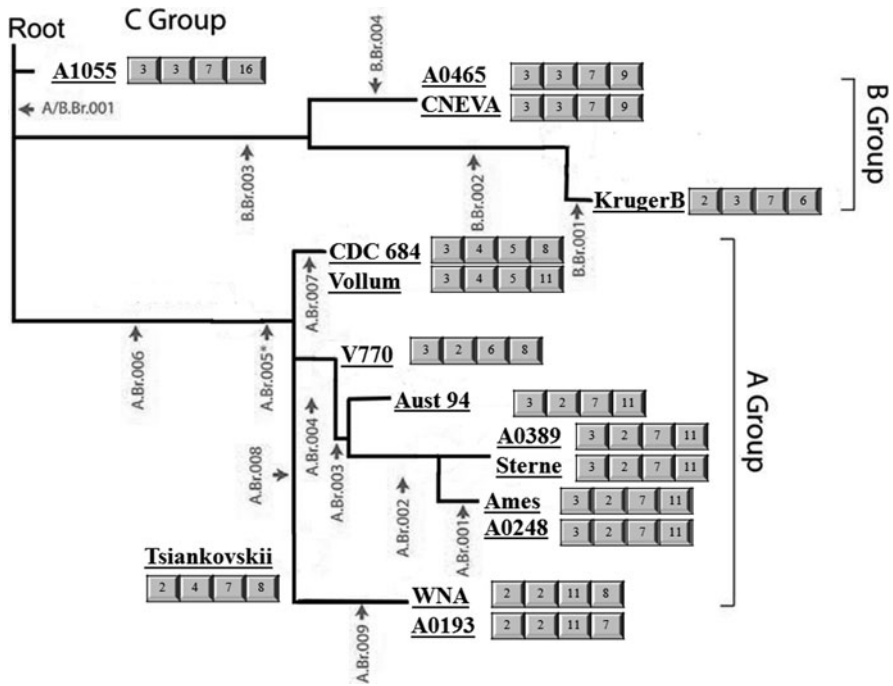 Root
C Group
A1055 3 3 7 16
A/B.Br.001
B.Br.004
A0465 3 3 7 9
CNEVA 3 3 7 9
B Group
B.Br.003
B.Br.002
KrugerB 2 3 7 6
B.Br.001
CDC 684 3 4 5 8
Vollum 3 4 5 11
A.Br.007
A.Br.006
A.Br.005*
V770 3 2 6 8
A Group
Aust 94 3 2 7 11
A.Br.004
A.Br.003
A0389 3 2 7 11
Sterne 3 2 7 11
A.Br.008
A.Br.002
Ames 3 2 7 11
A.Br.001
A0248 3 2 7 11
Tsiankovskii
2 4 7 8
WNA 2 2 11 8
A0193 2 2 11 7
A.Br.009